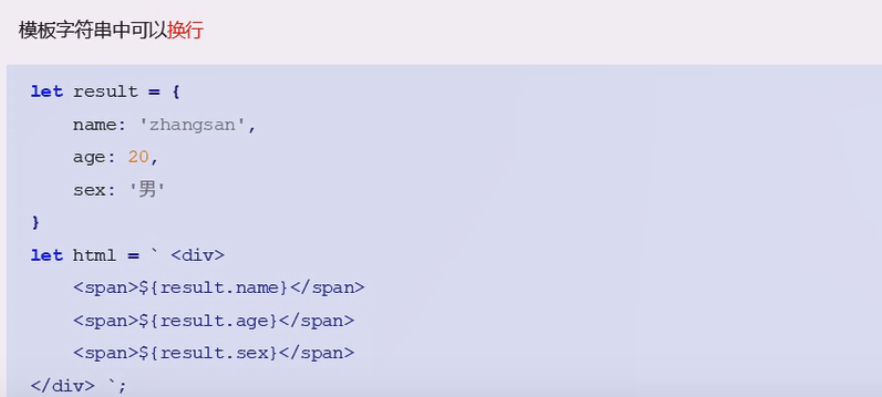 模板字符串中可以换行
let result = {
    name: 'zhangsan',
    age: 20,
    sex: '男'
}
let html = ` <div>
    <span>${result.name}</span>
    <span>${result.age}</span>
    <span>${result.sex}</span>
</div> `;